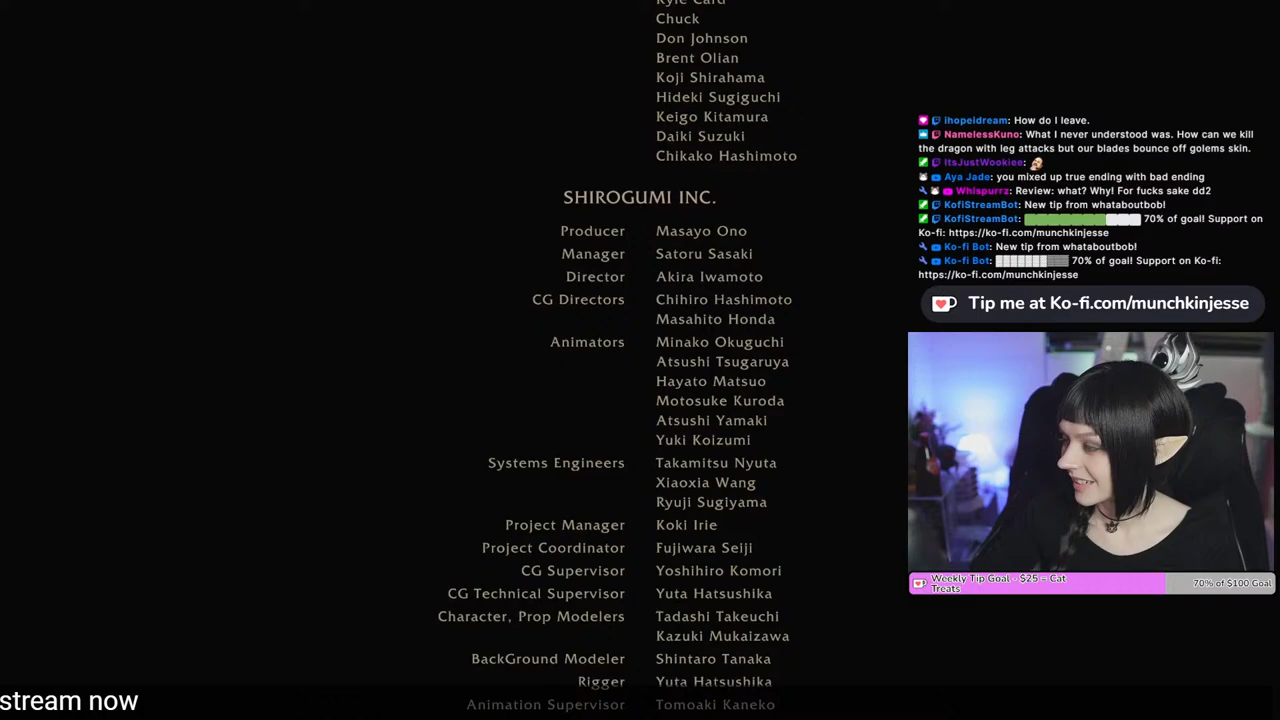 Kyle Card
Chuck
Don Johnson
Brent Olian
Koji Shirahama
Hideki Sugiguchi
Keigo Kitamura
Daiki Suzuki
Chikako Hashimoto
SHIROGUMI INC.
Producer Masayo Ono
Manager Satoru Sasaki
Director Akira Iwamoto
CG Directors Chihiro Hashimoto
Masahito Honda
Animators Minako Okuguchi
Atsushi Tsugaruya
Hayato Matsuo
Motosuke Kuroda
Atsushi Yamaki
Yuki Koizumi
Systems Engineers Takamitsu Nyuta
Xiaoxia Wang
Ryuji Sugiyama
Project Manager Koki Irie
Project Coordinator Fujiwara Seiji
CG Supervisor Yoshihiro Komori
CG Technical Supervisor Yuta Hatsushika
Character, Prop Modelers Tadashi Takeuchi
Kazuki Mukaizawa
BackGround Modeler Shintaro Tanaka
Rigger Yuta Hatsushika
Animation Supervisor Tomoaki Kaneko
stream now
ihopeidream: How do I leave.
NamelessKuno: What I never understood was. How can we kill
the dragon with leg attacks but our blades bounce off golems skin.
ItsJustWookiee:
Aya Jade: you mixed up true ending with bad ending
Whispurrz: Review: what? Why! For fucks sake dd2
KofiStreamBot: New tip from whataboutbob!
KofiStreamBot: 70% of goal! Support on
Ko-fi: https://ko-fi.com/munchkinjesse
Ko-fi Bot: New tip from whataboutbob!
Ko-fi Bot: 70% of goal! Support on Ko-fi:
https://ko-fi.com/munchkinjesse
Tip me at Ko-fi.com/munchkinjesse
Weekly Tip Goal - $25 = Cat
Treats
70% of $100 Goal